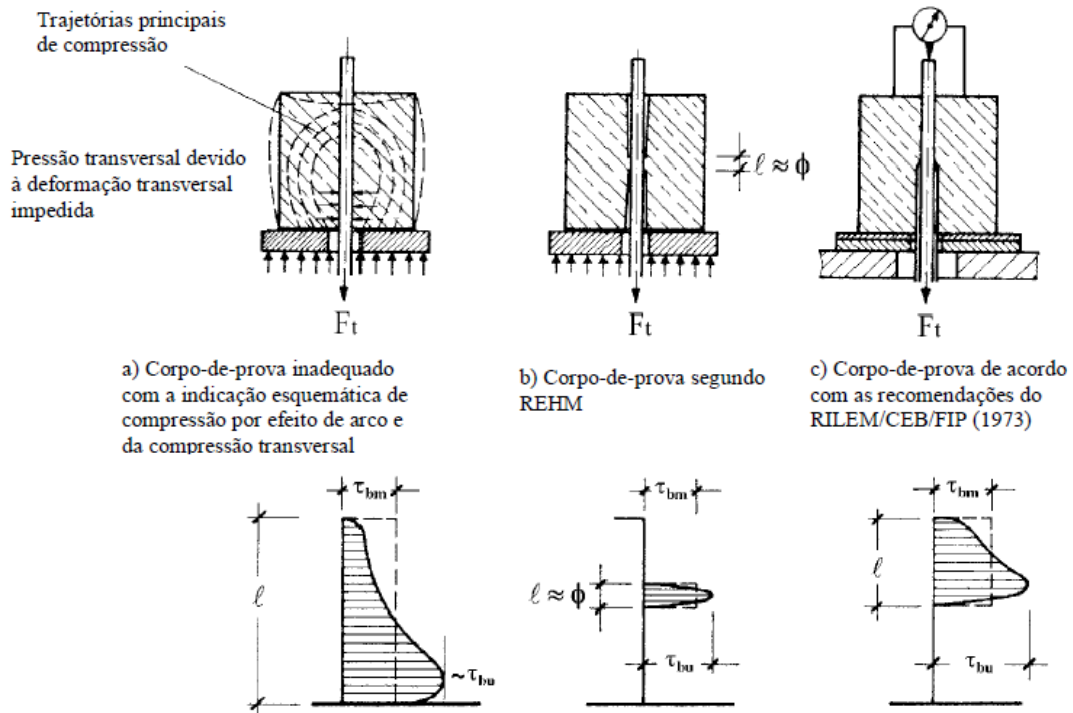 Trajetórias principais
de compressão
Pressão transversal devido
à deformação transversal
impedida
ℓ ≈ ϕ
Ft
Ft
Ft
a) Corpo-de-prova inadequado
com a indicação esquemática de
compressão por efeito de arco e
da compressão transversal
b) Corpo-de-prova segundo
REHM
c) Corpo-de-prova de acordo
com as recomendações do
RILEM/CEB/FIP (1973)
τbm
ℓ
~τbu
τbm
ℓ ≈ ϕ
τbu
τbm
ℓ
τbu